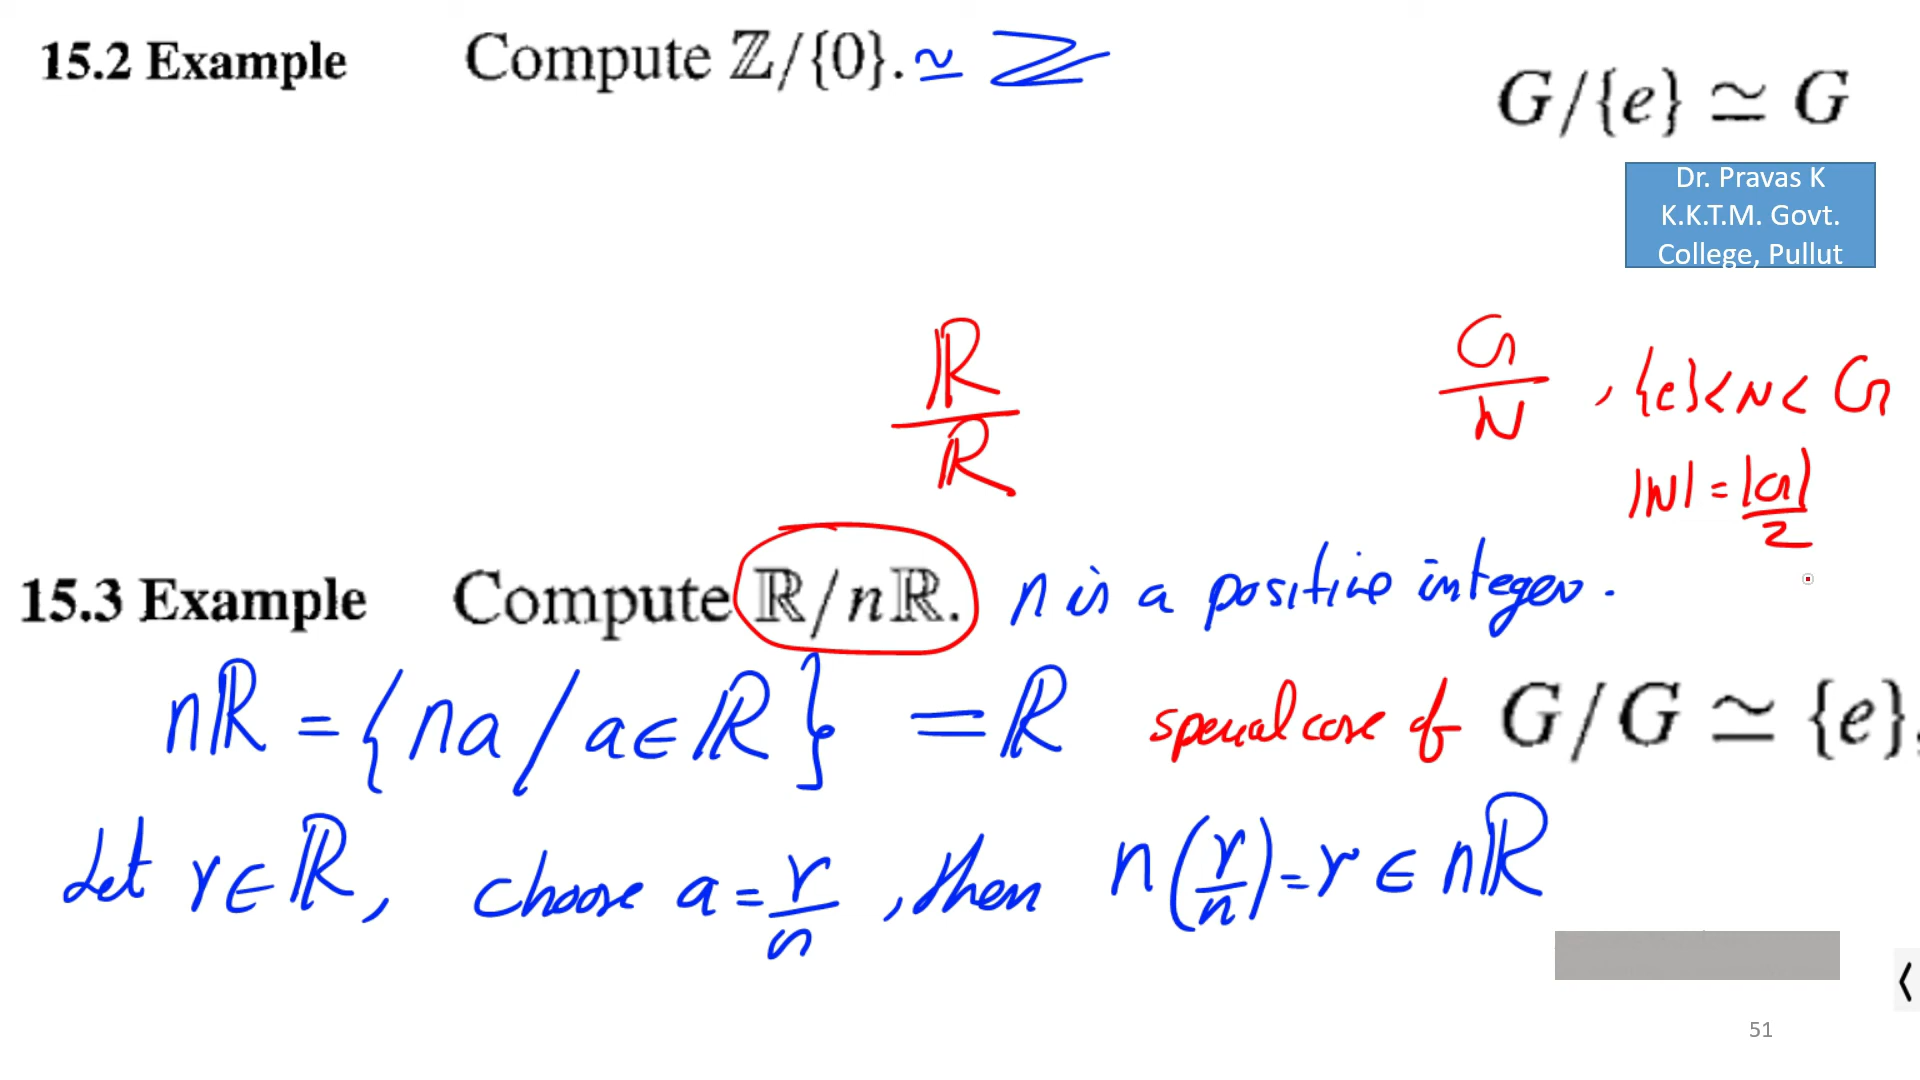 15.2 Example Compute ℤ/{0}. ≃ ℤ
G/{e} ≃ G
Dr. Pravas K
K.K.T.M. Govt.
College, Pullut
ℝ/ℝ
G/N , {e}<N< G
|N| = |G|/2
15.3 Example Compute ℝ/nℝ. n is a positive integer.
nℝ = {na / a∈ℝ} = ℝ special case of G/G ≃ {e},
Let r∈ℝ, choose a = r/n , then n(r/n) = r ∈ nℝ
51